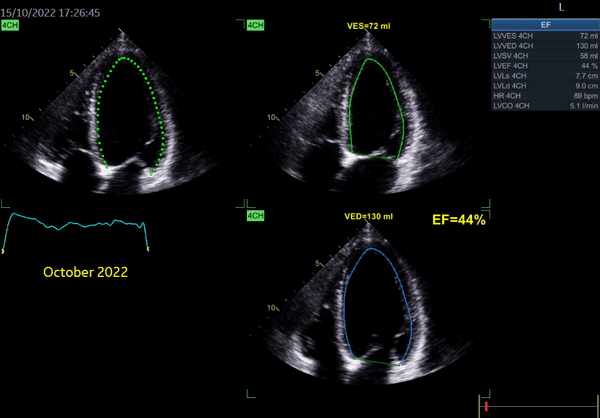 15/10/2022 17:26:45
L
4CH
5
10
4CH
VES=72 ml
5
10
EF
LVVES 4CH 72 ml
LVVED 4CH 130 ml
LVSV 4CH 58 ml
LVEF 4CH 44 %
LVLs 4CH 7.7 cm
LVLd 4CH 9.0 cm
HR 4CH 89 bpm
LVCO 4CH 5.1 l/min
4CH
VED=130 ml
EF=44%
5
10
October 2022